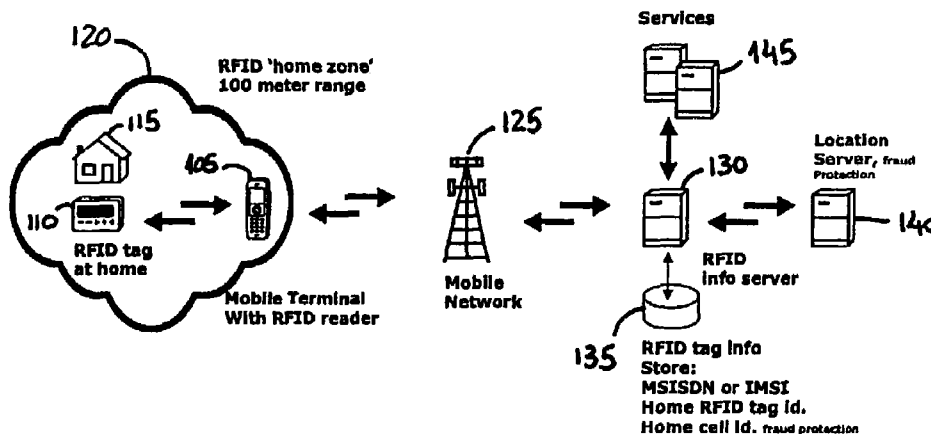 120
RFID 'home zone'
100 meter range
115
105
110
RFID tag
at home
Mobile Terminal
With RFID reader
125
Mobile
Network
Services
145
130
Location
Server, fraud
Protection
140
RFID
info server
135
RFID tag info
Store:
MSISDN or IMSI
Home RFID tag id.
Home cell id. fraud protection